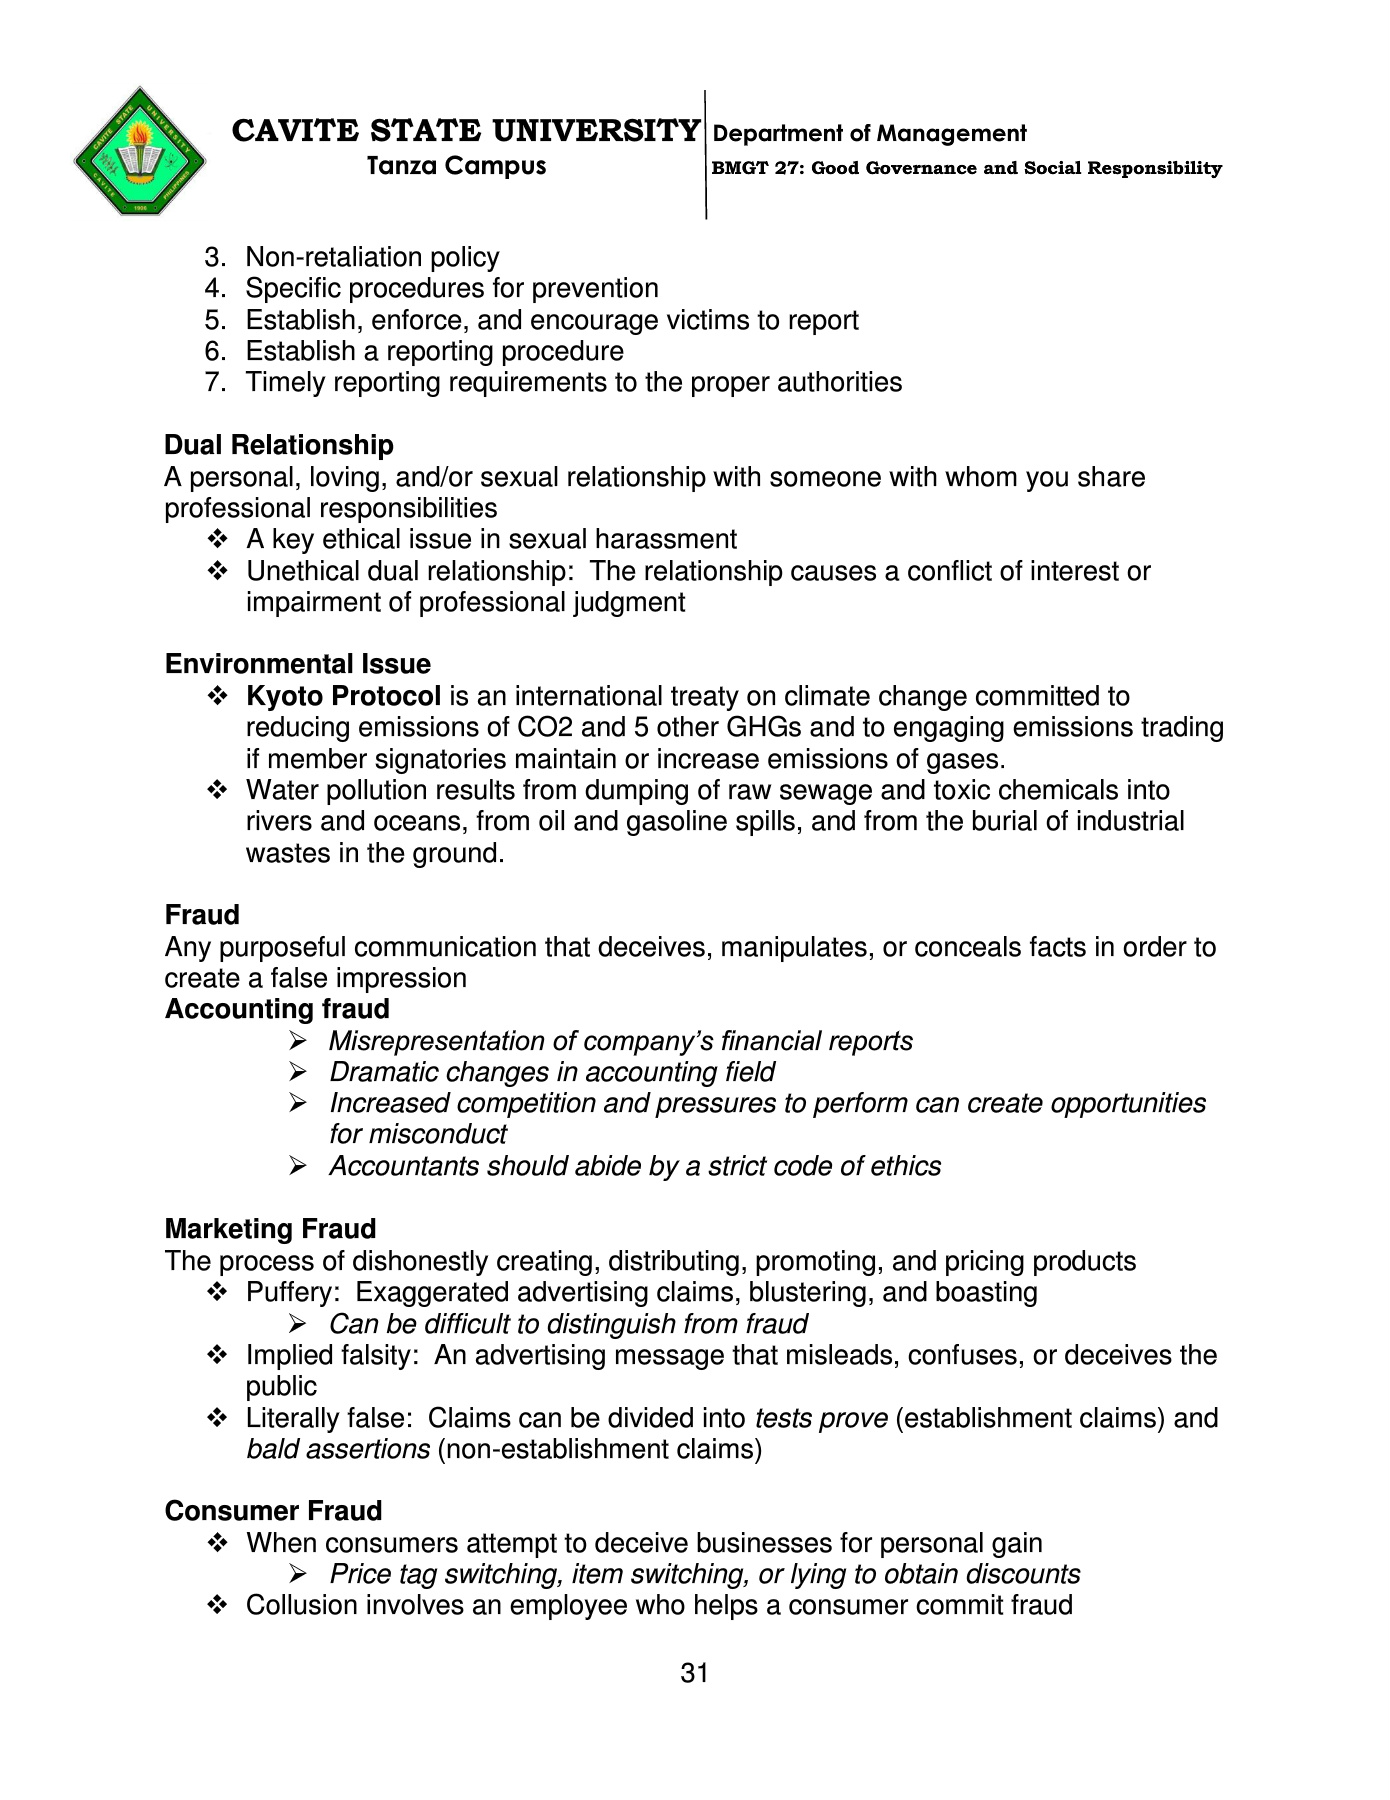 CAVITE STATE UNIVERSITY
Tanza Campus
Department of Management
BMGT 27: Good Governance and Social Responsibility
CAVITE STATE UNIVERSITY
CAVITE
PHILIPPINES
1906
3. Non-retaliation policy
4. Specific procedures for prevention
5. Establish, enforce, and encourage victims to report
6. Establish a reporting procedure
7. Timely reporting requirements to the proper authorities
Dual Relationship
A personal, loving, and/or sexual relationship with someone with whom you share
professional responsibilities
❖ A key ethical issue in sexual harassment
❖ Unethical dual relationship:  The relationship causes a conflict of interest or
impairment of professional judgment
Environmental Issue
❖ Kyoto Protocol is an international treaty on climate change committed to
reducing emissions of CO2 and 5 other GHGs and to engaging emissions trading
if member signatories maintain or increase emissions of gases.
❖ Water pollution results from dumping of raw sewage and toxic chemicals into
rivers and oceans, from oil and gasoline spills, and from the burial of industrial
wastes in the ground.
Fraud
Any purposeful communication that deceives, manipulates, or conceals facts in order to
create a false impression
Accounting fraud
➢ Misrepresentation of company’s financial reports
➢ Dramatic changes in accounting field
➢ Increased competition and pressures to perform can create opportunities
for misconduct
➢ Accountants should abide by a strict code of ethics
Marketing Fraud
The process of dishonestly creating, distributing, promoting, and pricing products
❖ Puffery:  Exaggerated advertising claims, blustering, and boasting
➢ Can be difficult to distinguish from fraud
❖ Implied falsity:  An advertising message that misleads, confuses, or deceives the
public
❖ Literally false:  Claims can be divided into tests prove (establishment claims) and
bald assertions (non-establishment claims)
Consumer Fraud
❖ When consumers attempt to deceive businesses for personal gain
➢ Price tag switching, item switching, or lying to obtain discounts
❖ Collusion involves an employee who helps a consumer commit fraud
31